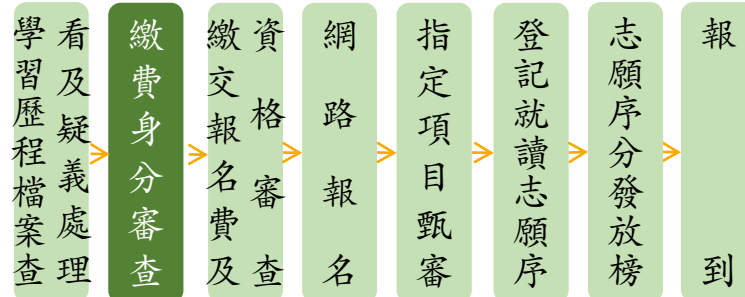 學習歷程檔案查
看及疑義處理
繳費身分審查
繳交報名費及
資格審查
網路報名
指定項目甄審
登記就讀志願序
志願序分發放榜
報到